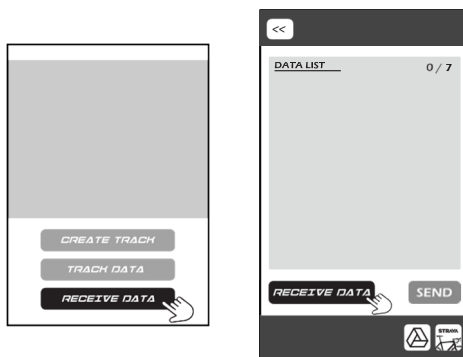 CREATE TRACK
TRACK DATA
RECEIVE DATA
<<
DATA LIST 0 / 7
RECEIVE DATA SEND
STRAVA